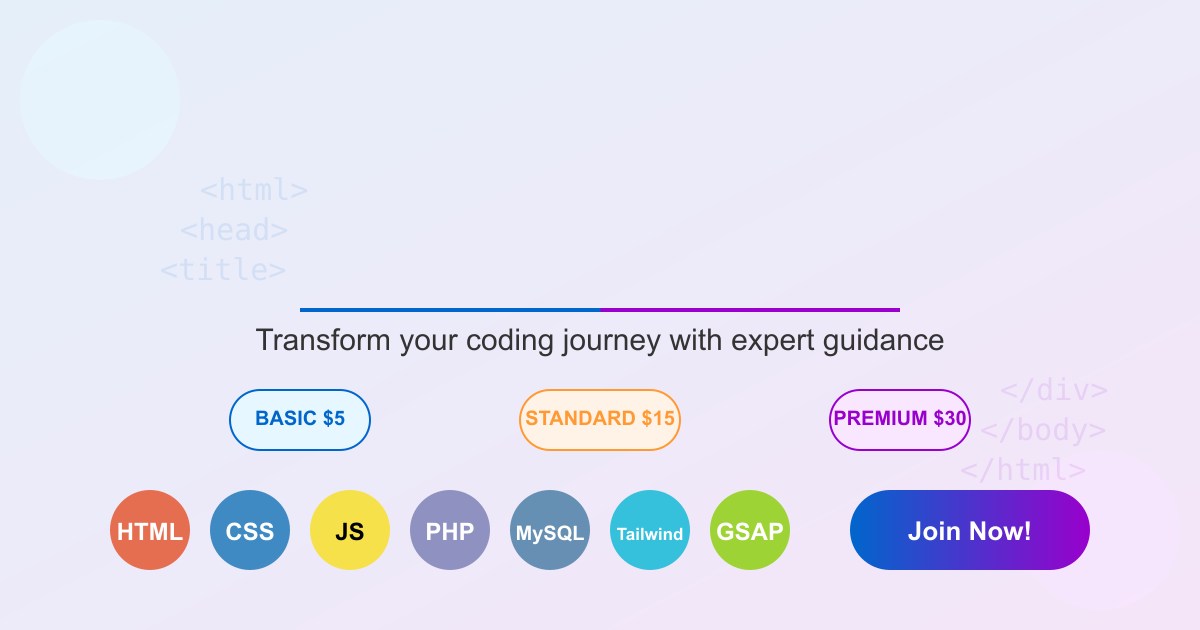 <html>
<head>
<title>
Transform your coding journey with expert guidance
BASIC $5
STANDARD $15
PREMIUM $30
</div>
</body>
</html>
HTML
CSS
JS
PHP
MySQL
Tailwind
GSAP
Join Now!